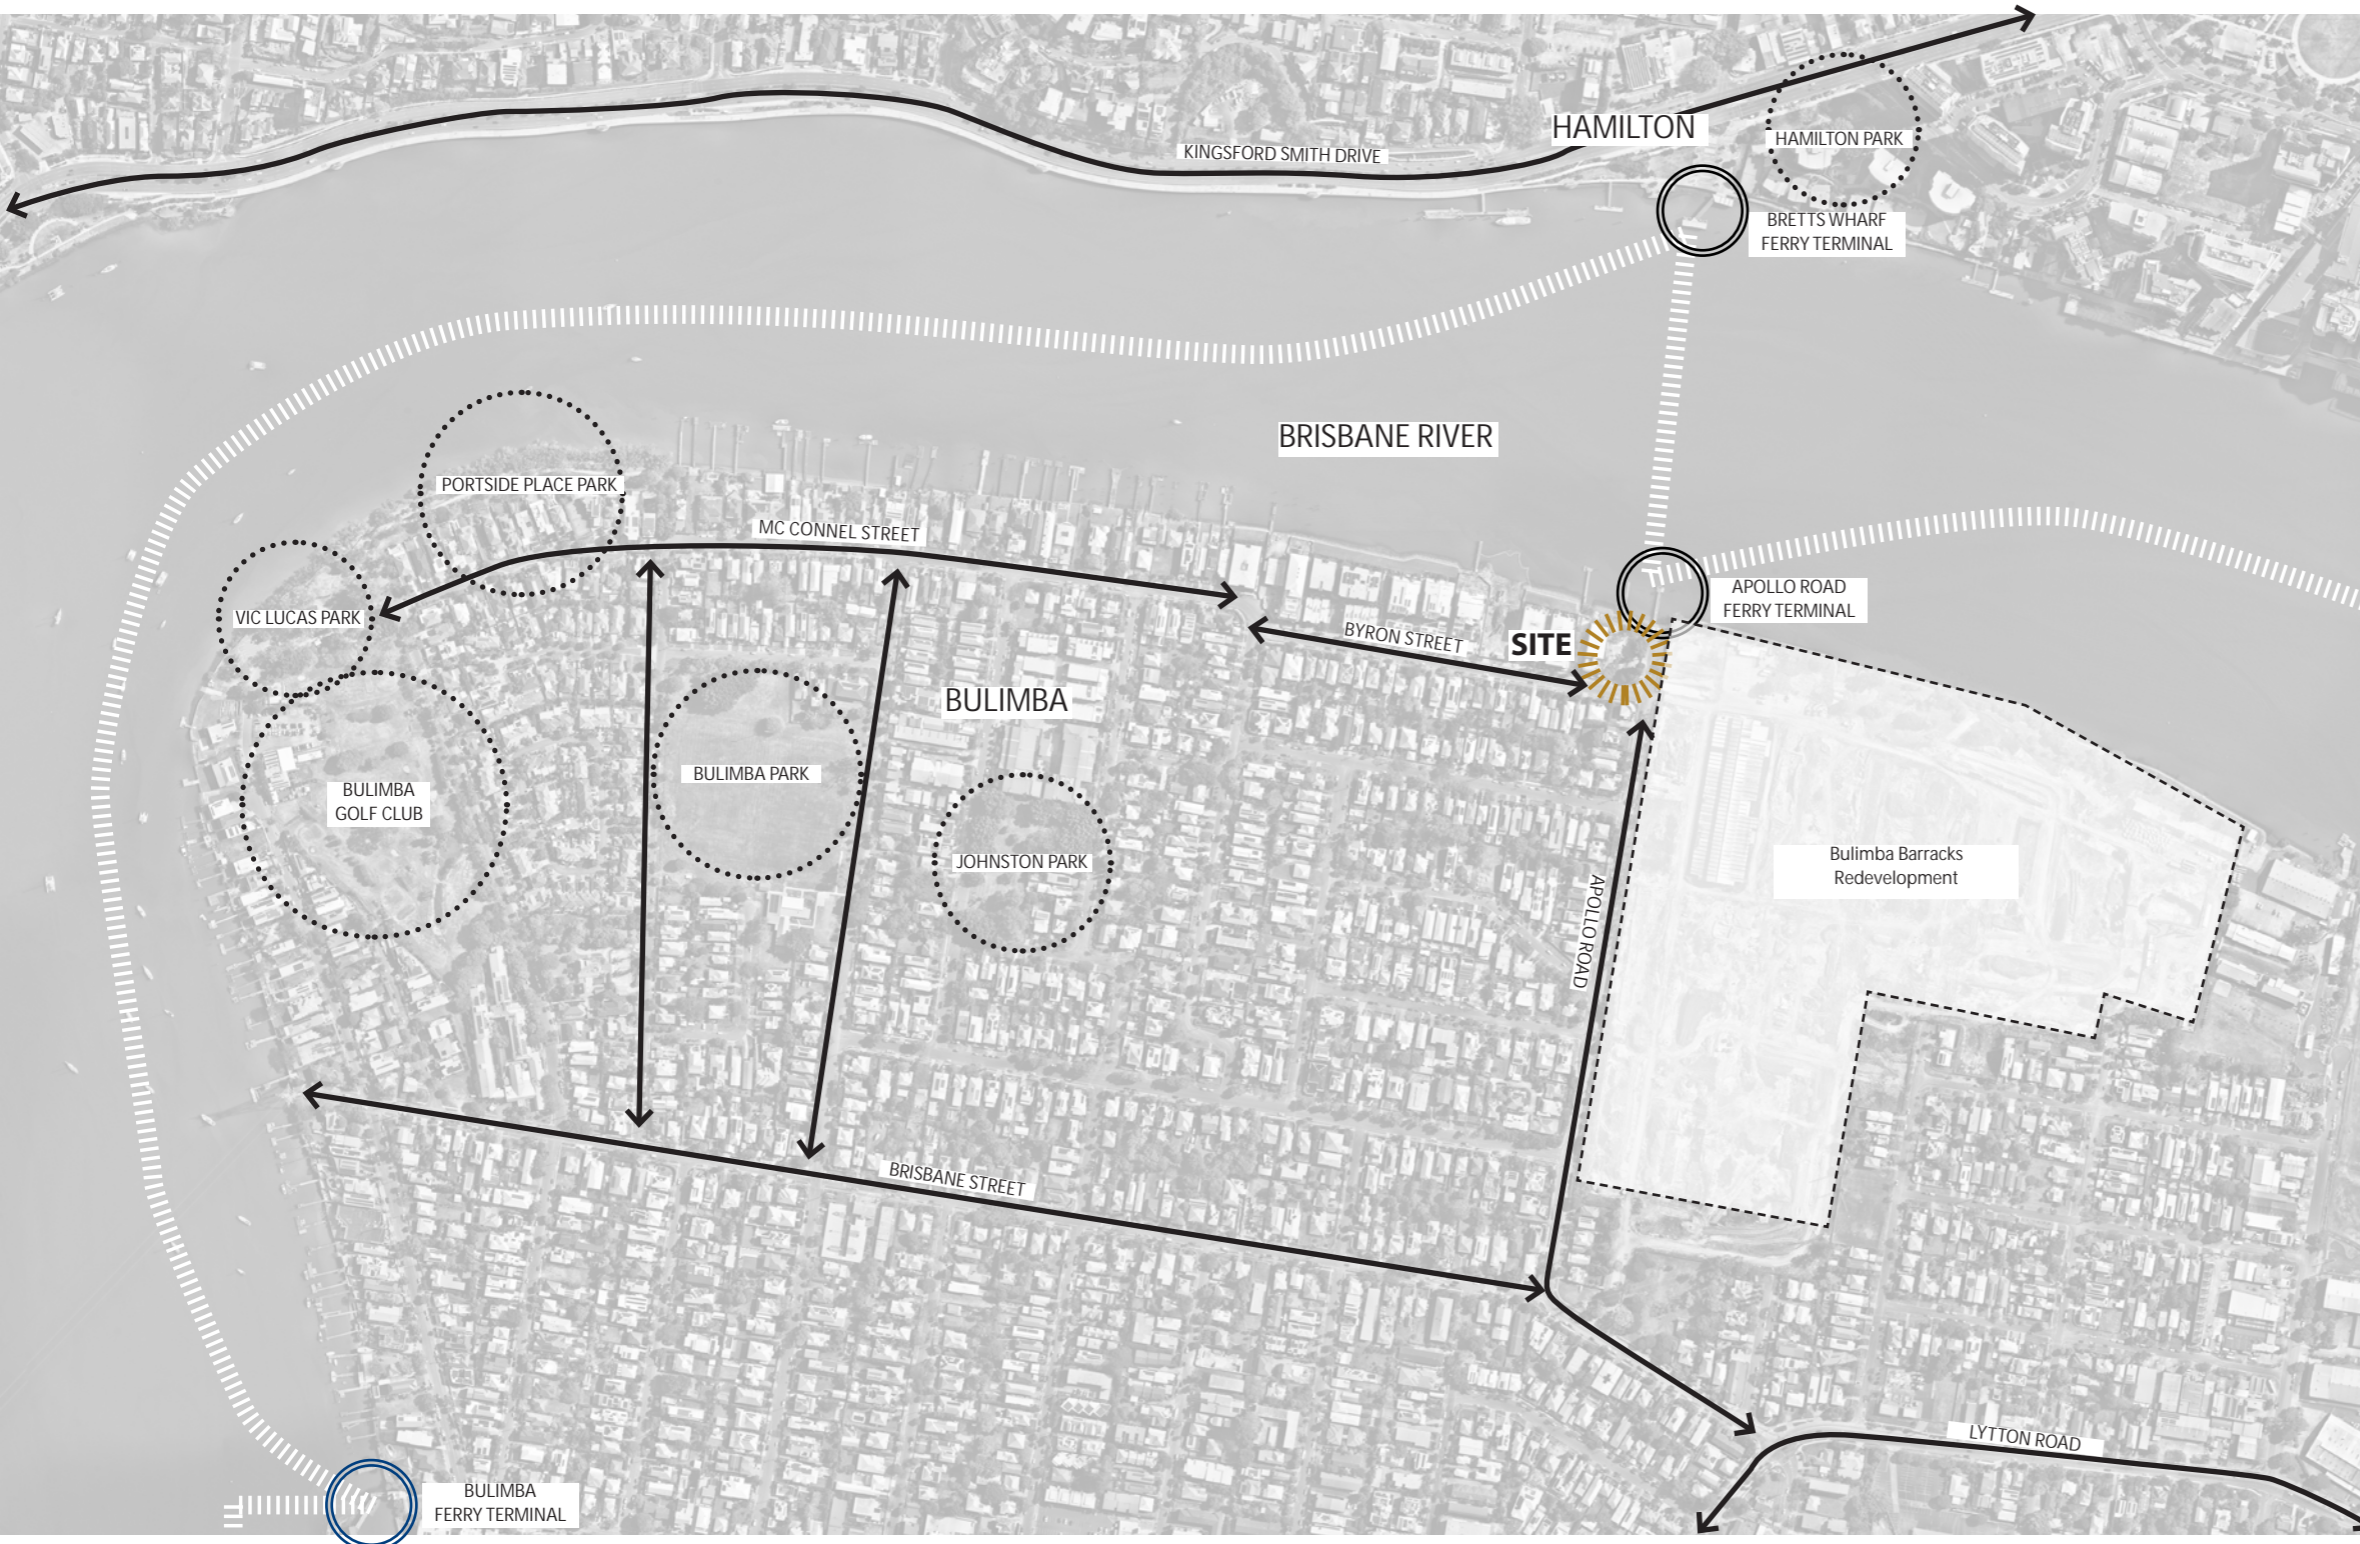 HAMILTON
HAMILTON PARK
KINGSFORD SMITH DRIVE
BRETTS WHARF
FERRY TERMINAL
BRISBANE RIVER
PORTSIDE PLACE PARK
MC CONNEL STREET
VIC LUCAS PARK
APOLLO ROAD
FERRY TERMINAL
BYRON STREET
SITE
BULIMBA
BULIMBA PARK
BULIMBA
GOLF CLUB
JOHNSTON PARK
Bulimba Barracks
Redevelopment
APOLLO ROAD
BRISBANE STREET
LYTTON ROAD
BULIMBA
FERRY TERMINAL